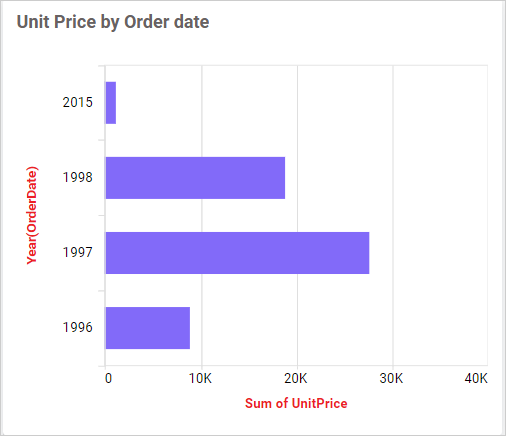 Unit Price by Order date
2015
1998
1997
1996
Year(OrderDate)
0 10K 20K 30K 40K
Sum of UnitPrice